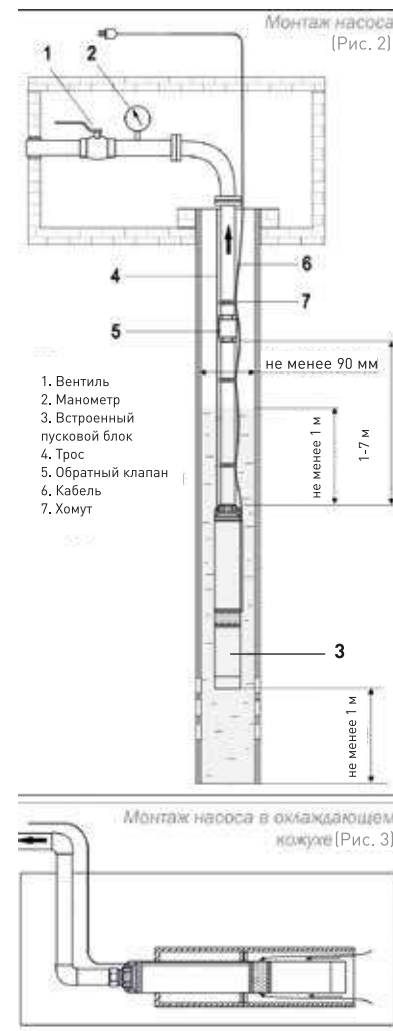 Монтаж насоса
(Рис. 2)
1
2
4
6
7
5
не менее 90 мм
1. Вентиль
2. Манометр
3. Встроенный
пусковой блок
4. Трос
5. Обратный клапан
6. Кабель
7. Хомут
не менее 1 м
1-7 м
3
не менее 1 м
Монтаж насоса в охлаждающем
кожухе (Рис. 3)